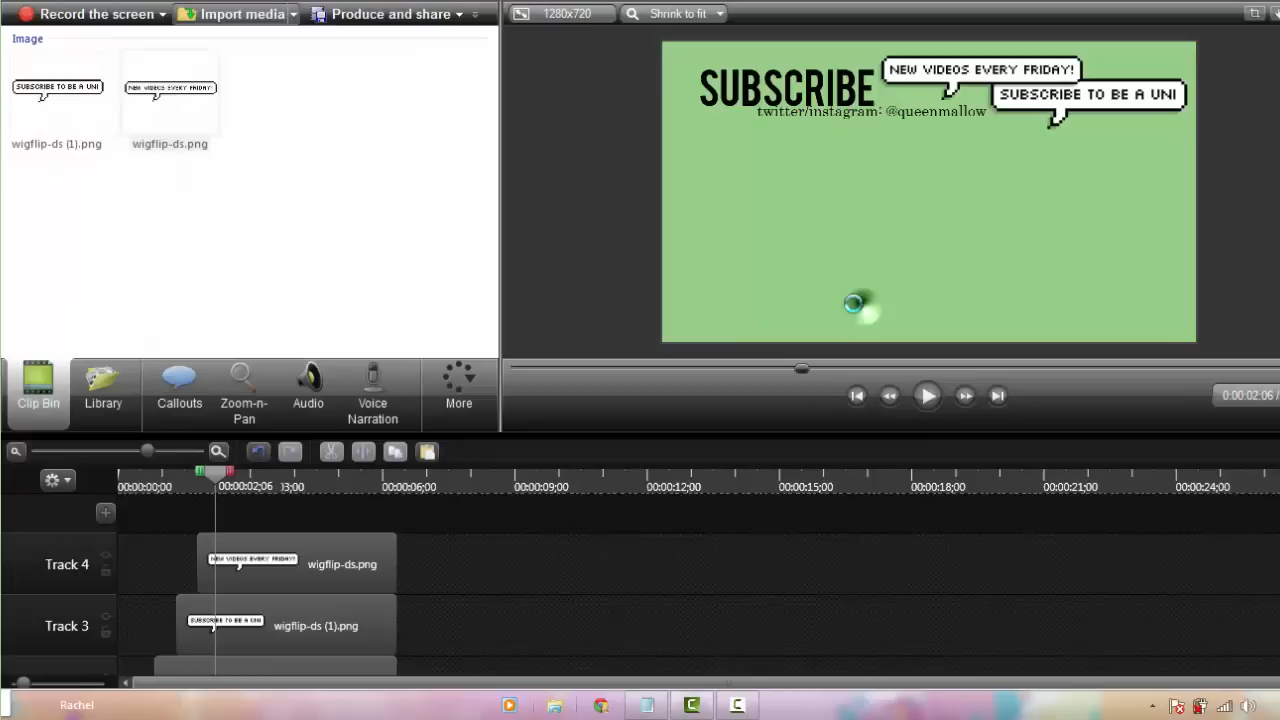 Record the screen
Import media
Produce and share
1280x720
Shrink to fit
Image
SUBSCRIBE TO BE A UNI
NEW VIDEOS EVERY FRIDAY!
wigflip-ds (1).png
wigflip-ds.png
SUBSCRIBE
NEW VIDEOS EVERY FRIDAY!
SUBSCRIBE TO BE A UNI
twitter/instagram: @queenmallow
Clip Bin
Library
Callouts
Zoom-n-
Pan
Audio
Voice
Narration
More
0:00:02;06 /
00:00:00;00
00:00:02;06
03;00
00:00:06;00
00:00:09;00
00:00:12;00
00:00:15;00
00:00:18;00
00:00:21;00
00:00:24;00
Track 4
NEW VIDEOS EVERY FRIDAY!
wigflip-ds.png
Track 3
SUBSCRIBE TO BE A UNI
wigflip-ds (1).png
Rachel